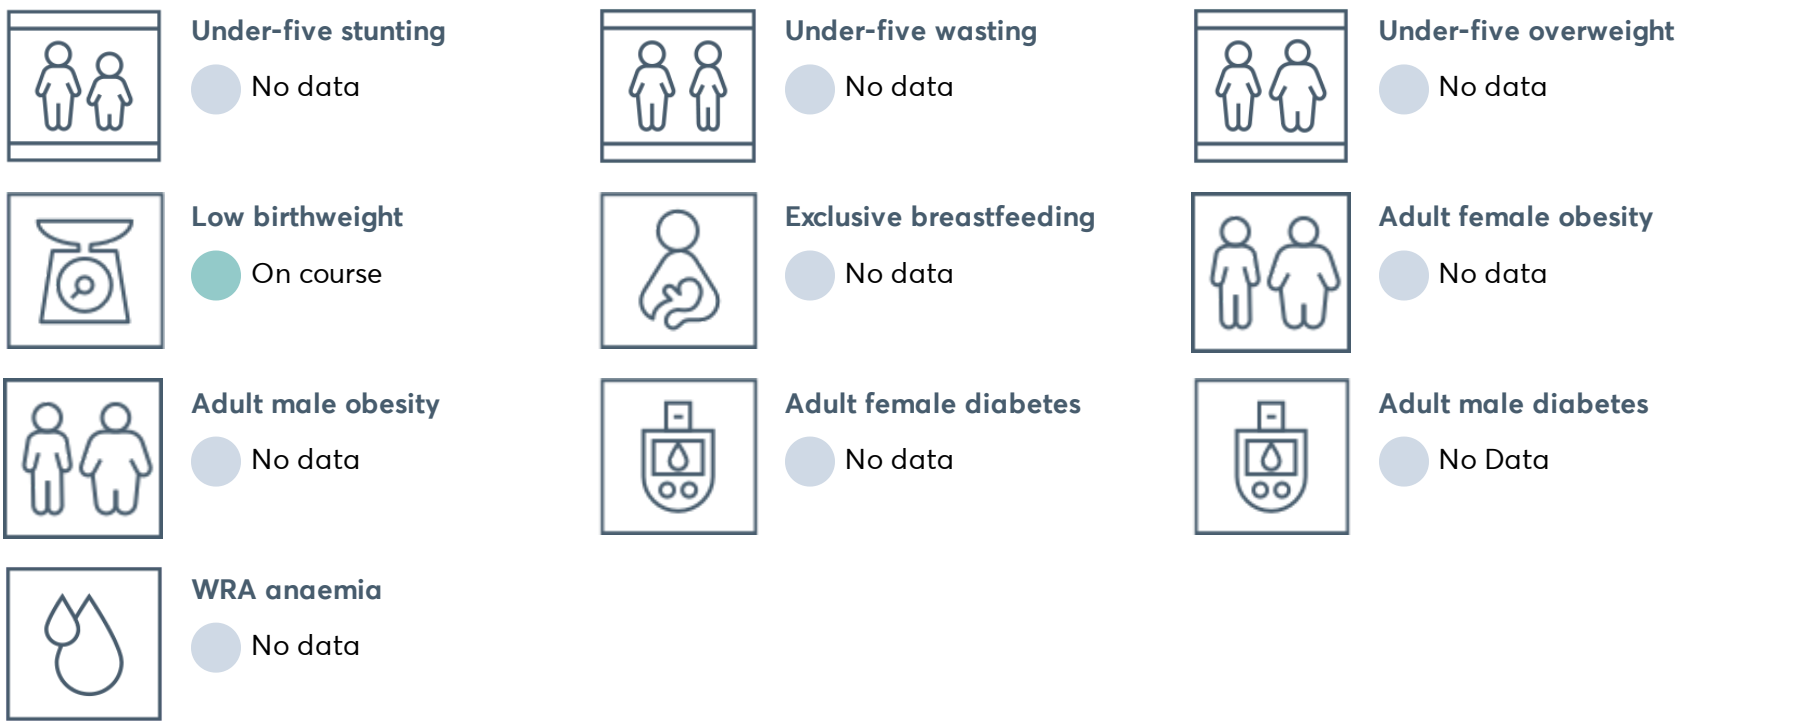 Under-five stunting
No data
Under-five wasting
No data
Under-five overweight
No data
Low birthweight
On course
Exclusive breastfeeding
No data
Adult female obesity
No data
Adult male obesity
No data
Adult female diabetes
No data
Adult male diabetes
No Data
WRA anaemia
No data